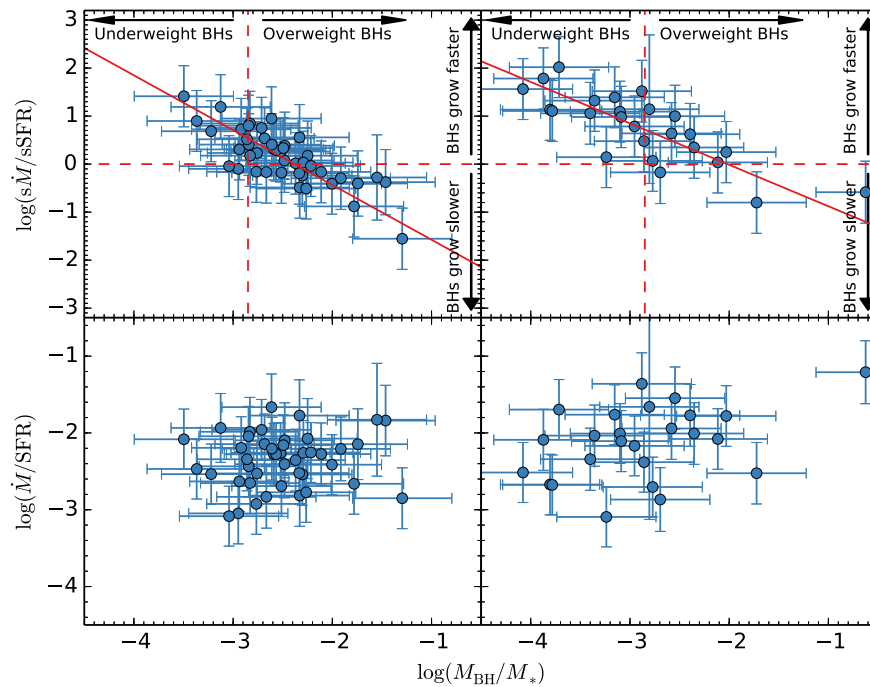 Underweight BHs Overweight BHs Underweight BHs Overweight BHs
3
2
1
0
−1
−2
−3
log(sṀ/sSFR)
BHs grow faster
BHs grow slower
BHs grow faster
BHs grow slower
−1
−2
−3
−4
log(Ṁ/SFR)
−4 −3 −2 −1 −4 −3 −2 −1
log(M_BH/M_*)